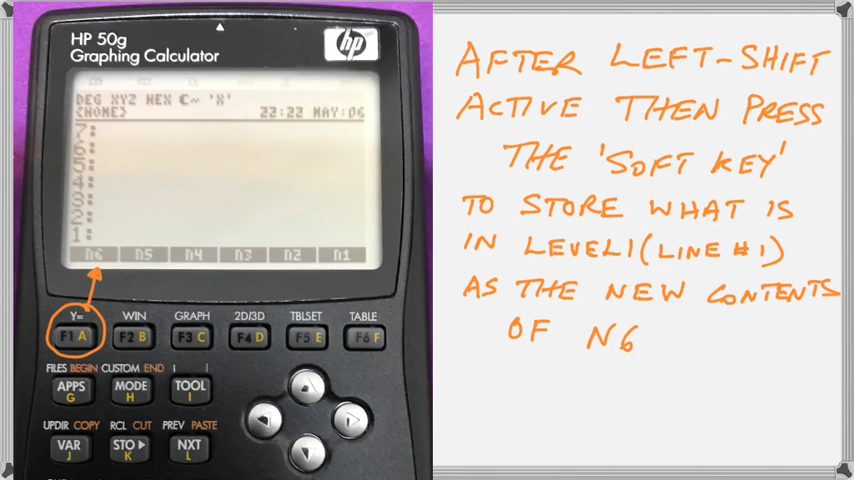 HP 50g
Graphing Calculator
hp
DEG XYZ HEX C~ 'X'
{HOME} 22:22 MAY:06
7:
6:
5:
4:
3:
2:
1:
N6 N5 N4 N3 N2 N1
Y= WIN GRAPH 2D/3D TBLSET TABLE
F1 A F2 B F3 C F4 D F5 E F6 F
FILES BEGIN CUSTOM END i I
APPS MODE TOOL
G H I
UPDIR COPY RCL CUT PREV PASTE
VAR STO▶ NXT
J K L
AFTER LEFT-SHIFT
ACTIVE THEN PRESS
THE 'SOFT KEY'
TO STORE WHAT IS
IN LEVEL1(LINE #1)
AS THE NEW CONTENTS
OF N6